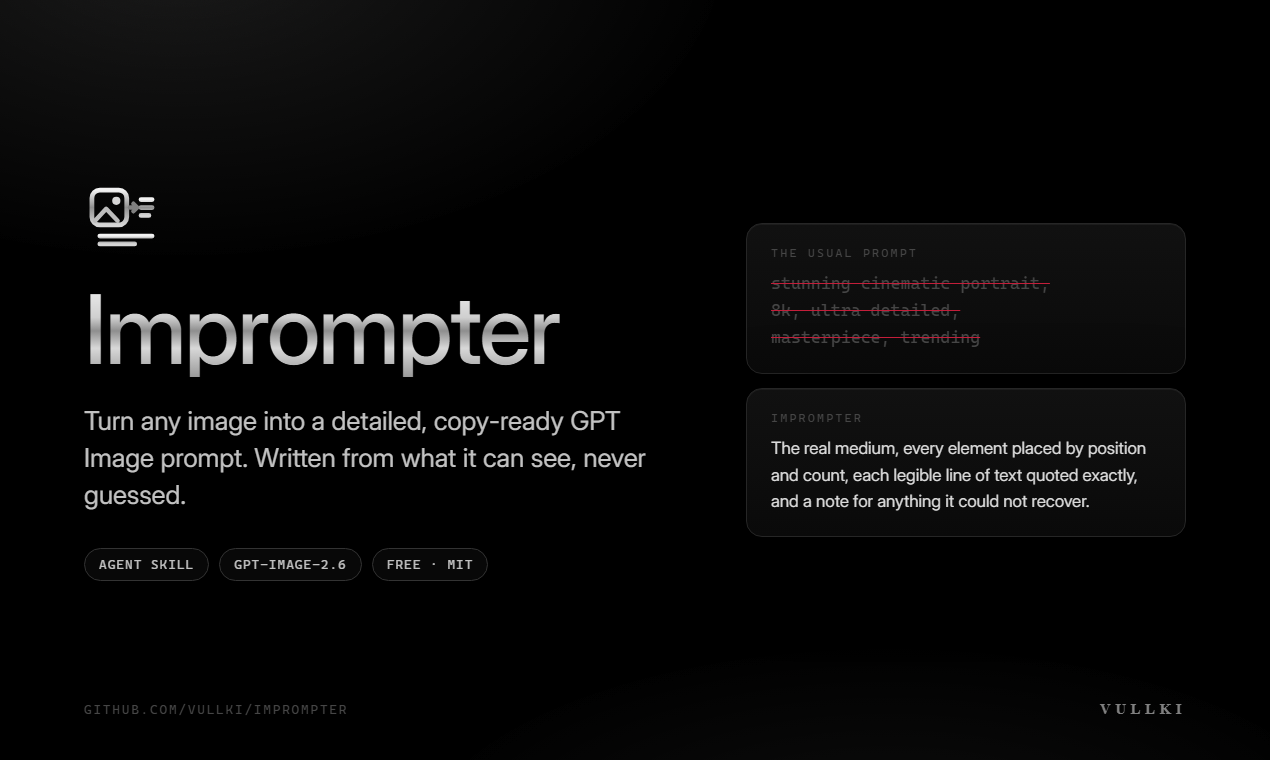 Imprompter
Turn any image into a detailed, copy-ready GPT
Image prompt. Written from what it can see, never
guessed.
AGENT SKILL
GPT-IMAGE-2.6
FREE · MIT
THE USUAL PROMPT
stunning cinematic portrait,
8k, ultra detailed,
masterpiece, trending
IMPROMPTER
The real medium, every element placed by position
and count, each legible line of text quoted exactly,
and a note for anything it could not recover.
GITHUB.COM/VULLKI/IMPROMPTER
VULLKI